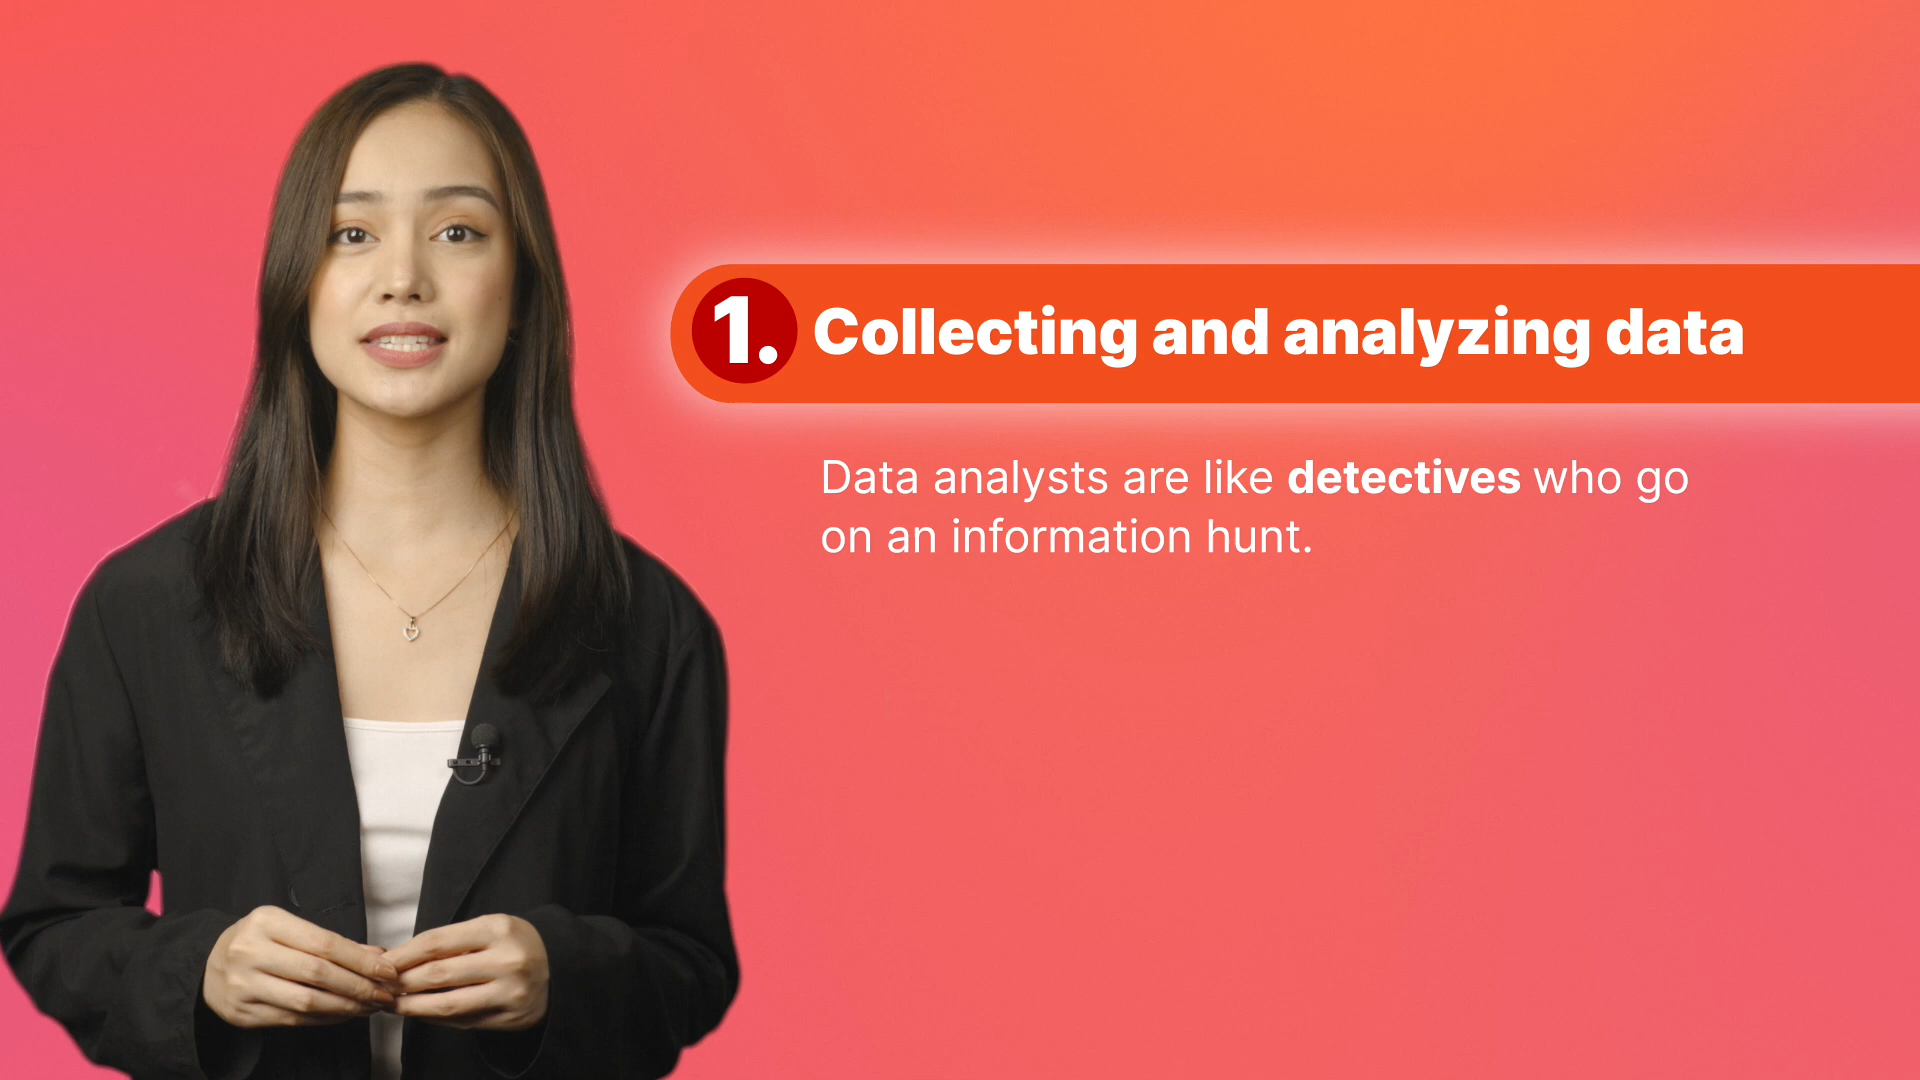 1. Collecting and analyzing data
Data analysts are like detectives who go
on an information hunt.